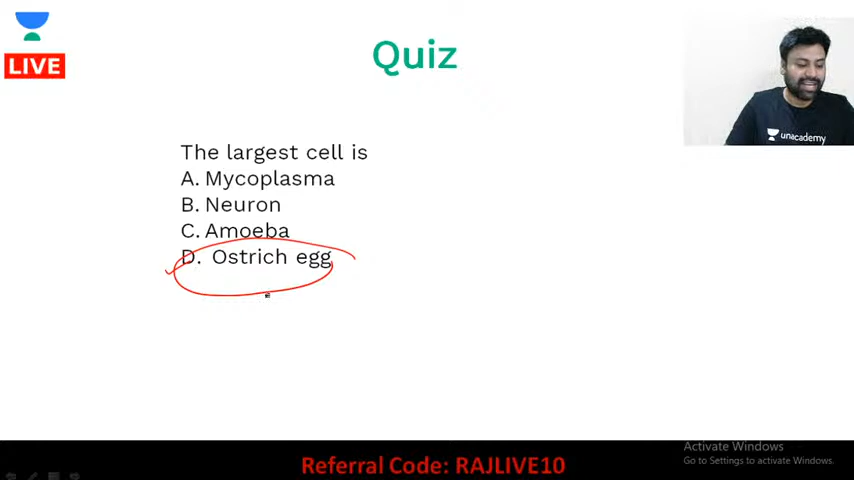 Quiz
LIVE
unacademy
The largest cell is
A. Mycoplasma
B. Neuron
C. Amoeba
D. Ostrich egg
Activate Windows
Go to Settings to activate Windows.
Referral Code: RAJLIVE10